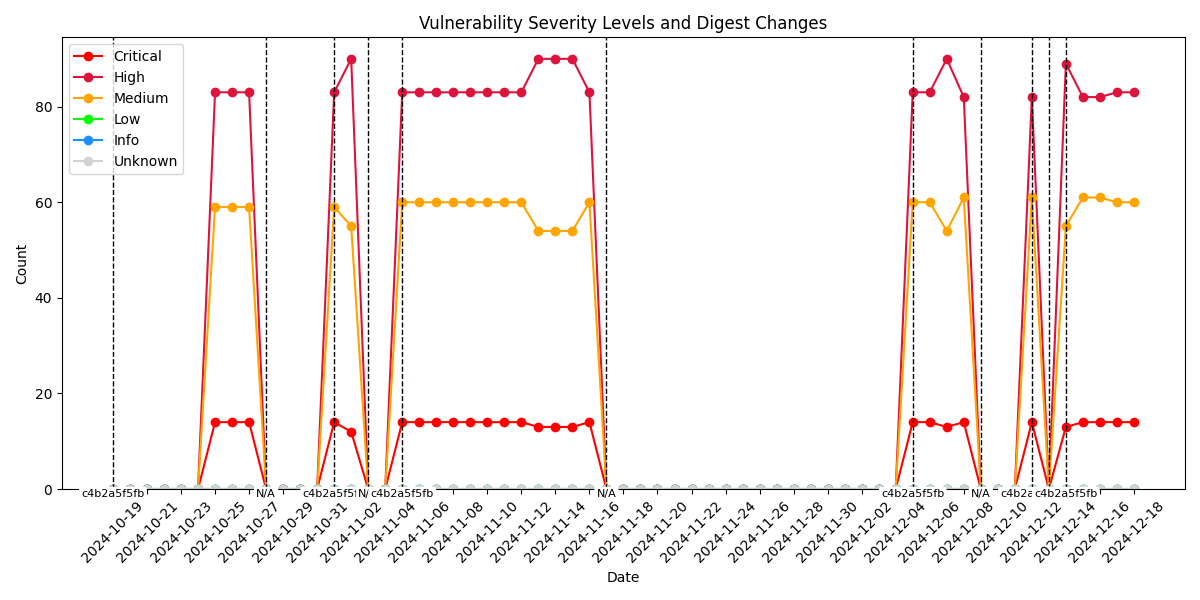 Vulnerability Severity Levels and Digest Changes
Critical
High
Medium
Low
Info
Unknown
Count
80
60
40
20
0
c4b2a5f5fb
N/A
c4b2a5f5
N/
c4b2a5f5fb
N/A
c4b2a5f5fb
N/A
c4b2a
c4b2a5f5fb
2024-10-19
2024-10-21
2024-10-23
2024-10-25
2024-10-27
2024-10-29
2024-10-31
2024-11-02
2024-11-04
2024-11-06
2024-11-08
2024-11-10
2024-11-12
2024-11-14
2024-11-16
2024-11-18
2024-11-20
2024-11-22
2024-11-24
2024-11-26
2024-11-28
2024-11-30
2024-12-02
2024-12-04
2024-12-06
2024-12-08
2024-12-10
2024-12-12
2024-12-14
2024-12-16
2024-12-18
Date